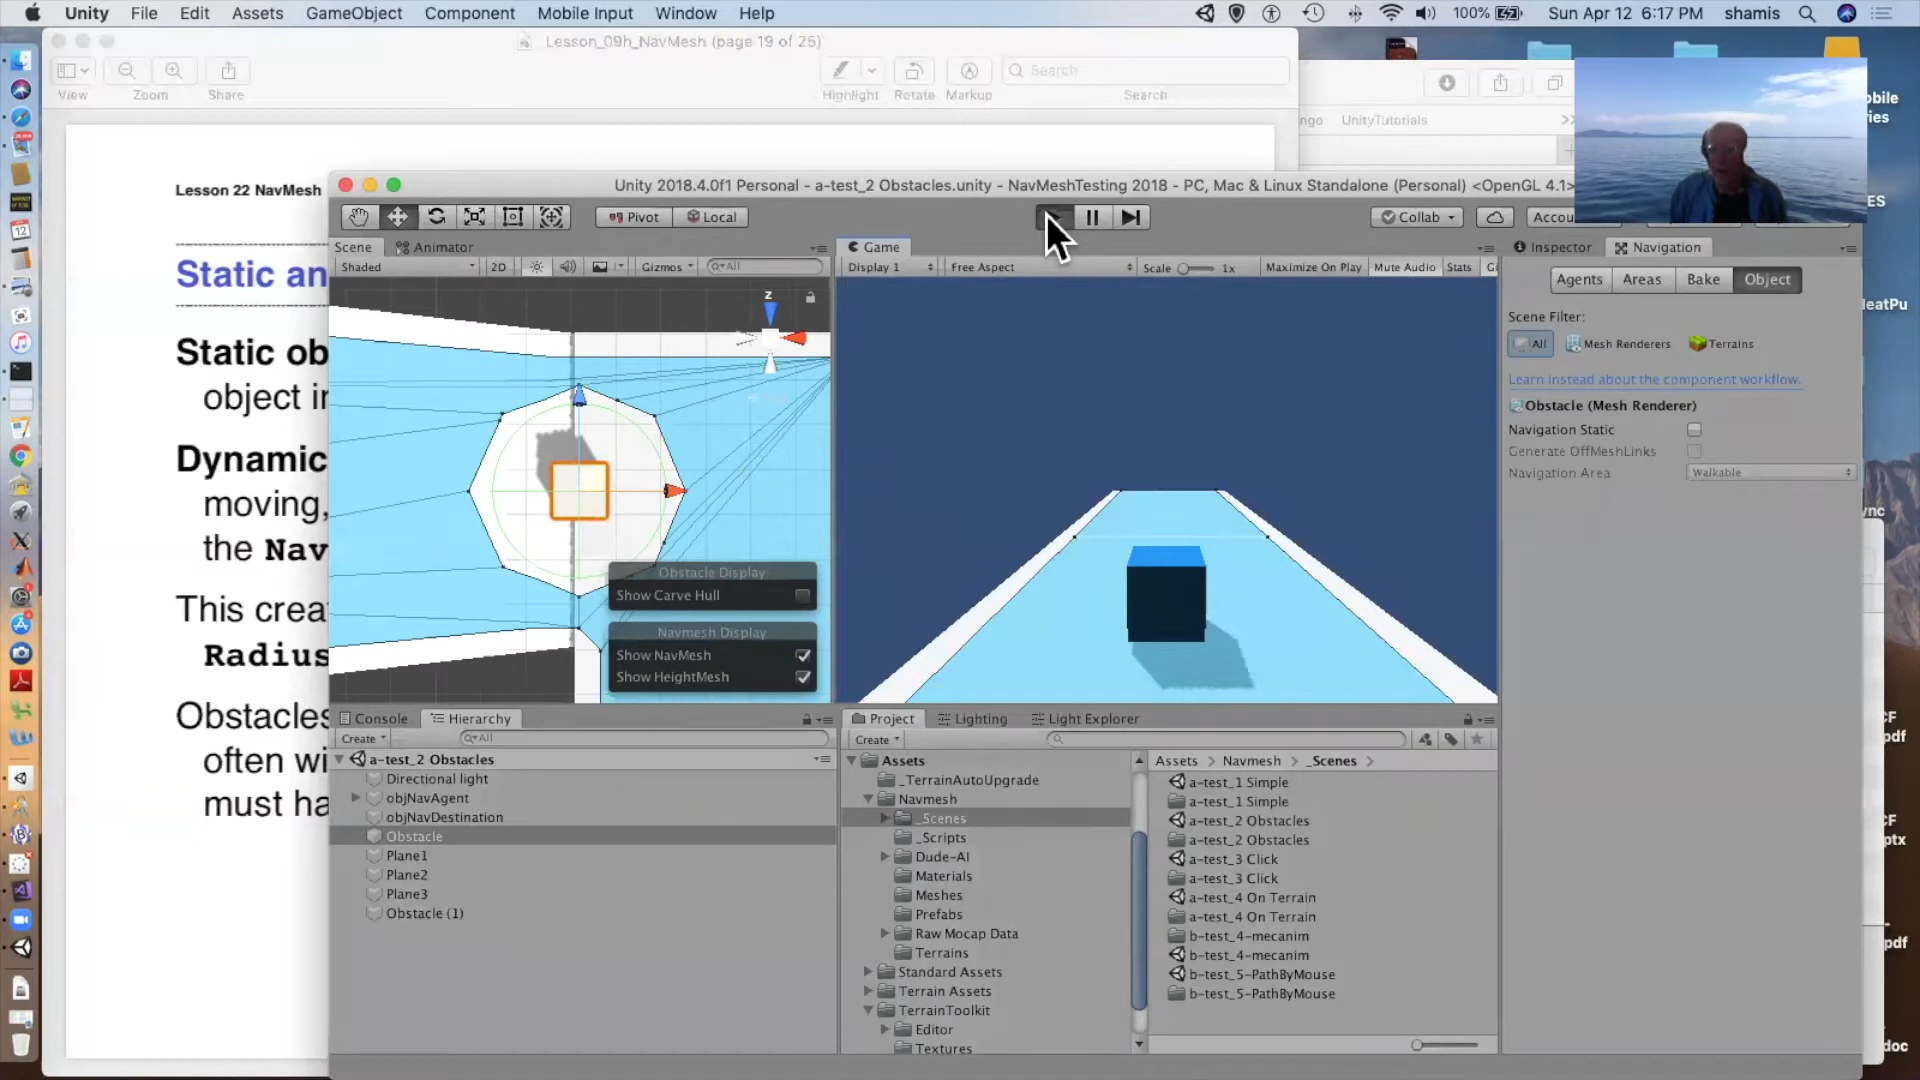 Unity File Edit Assets GameObject Component Mobile Input Window Help
100% Sun Apr 12 6:17 PM shamis
Lesson_09h_NavMesh (page 19 of 25)
Search
View Zoom Share Highlight Rotate Markup Search
UnityTutorials
Lesson 22 NavMesh
Static an
Static ob
object in
Dynamic
moving,
the Nav
This crea
Radius
Obstacles
often wi
must ha
Unity 2018.4.0f1 Personal - a-test_2 Obstacles.unity - NavMeshTesting 2018 - PC, Mac & Linux Standalone (Personal) <OpenGL 4.1>
Pivot Local Collab Accou
Scene Animator
Shaded 2D Gizmos All
z
Obstacle Display
Show Carve Hull
Navmesh Display
Show NavMesh
Show HeightMesh
Game
Display 1 Free Aspect Scale 1x Maximize On Play Mute Audio Stats Gi
Inspector Navigation
Agents Areas Bake Object
Scene Filter:
All Mesh Renderers Terrains
Learn instead about the component workflow.
Obstacle (Mesh Renderer)
Navigation Static
Generate OffMeshLinks
Navigation Area Walkable
Console Hierarchy
Create All
a-test_2 Obstacles
Directional light
objNavAgent
objNavDestination
Obstacle
Plane1
Plane2
Plane3
Obstacle (1)
Project Lighting Light Explorer
Create
Assets
_TerrainAutoUpgrade
Navmesh
_Scenes
_Scripts
Dude-AI
Materials
Meshes
Prefabs
Raw Mocap Data
Terrains
Standard Assets
Terrain Assets
TerrainToolkit
Editor
Textures
Assets Navmesh _Scenes
a-test_1 Simple
a-test_1 Simple
a-test_2 Obstacles
a-test_2 Obstacles
a-test_3 Click
a-test_3 Click
a-test_4 On Terrain
a-test_4 On Terrain
b-test_4-mecanim
b-test_4-mecanim
b-test_5-PathByMouse
b-test_5-PathByMouse